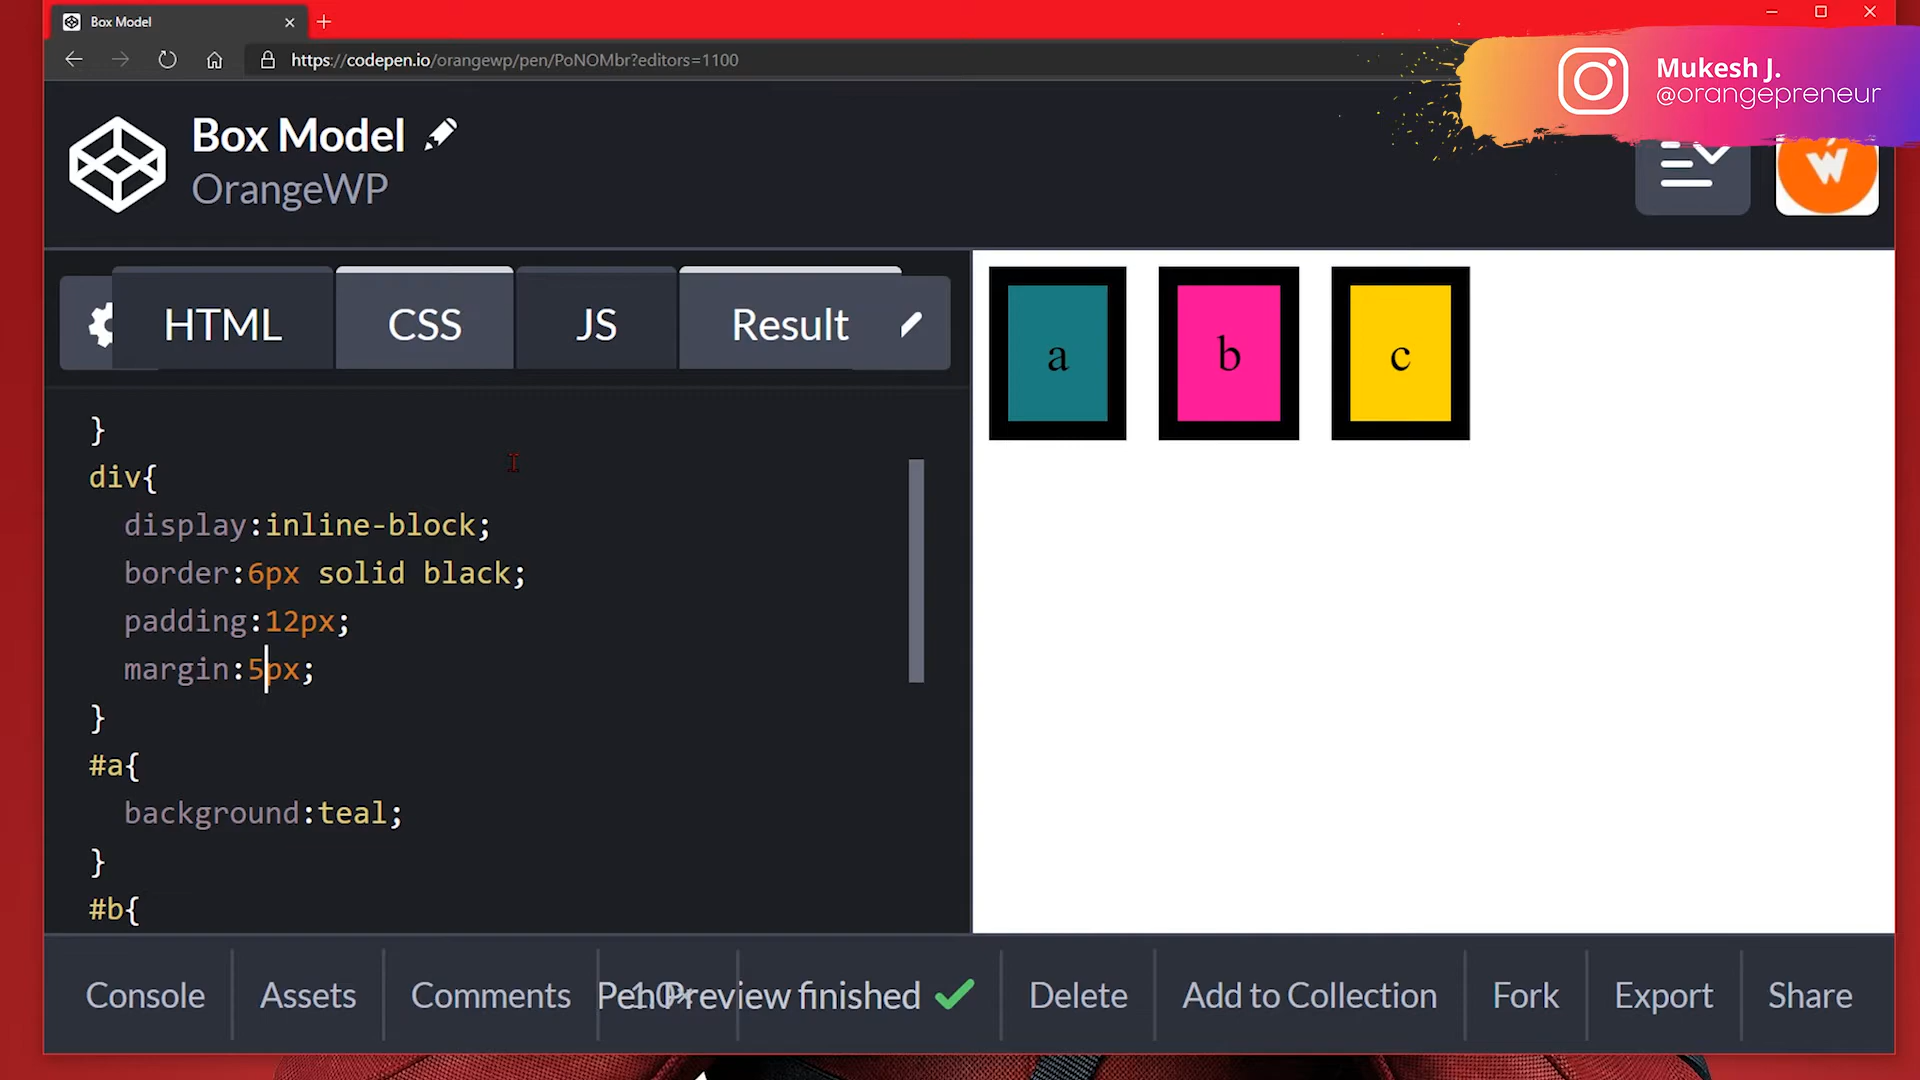 Box Model
https://codepen.io/orangewp/pen/PoNOMbr?editors=1100
Mukesh J.
@orangepreneur
Box Model
OrangeWP
HTML CSS JS Result
}
div{
display:inline-block;
border:6px solid black;
padding:12px;
margin:5px;
}
#a{
background:teal;
}
#b{
a b c
Console Assets Comments Pen Preview finished Delete Add to Collection Fork Export Share